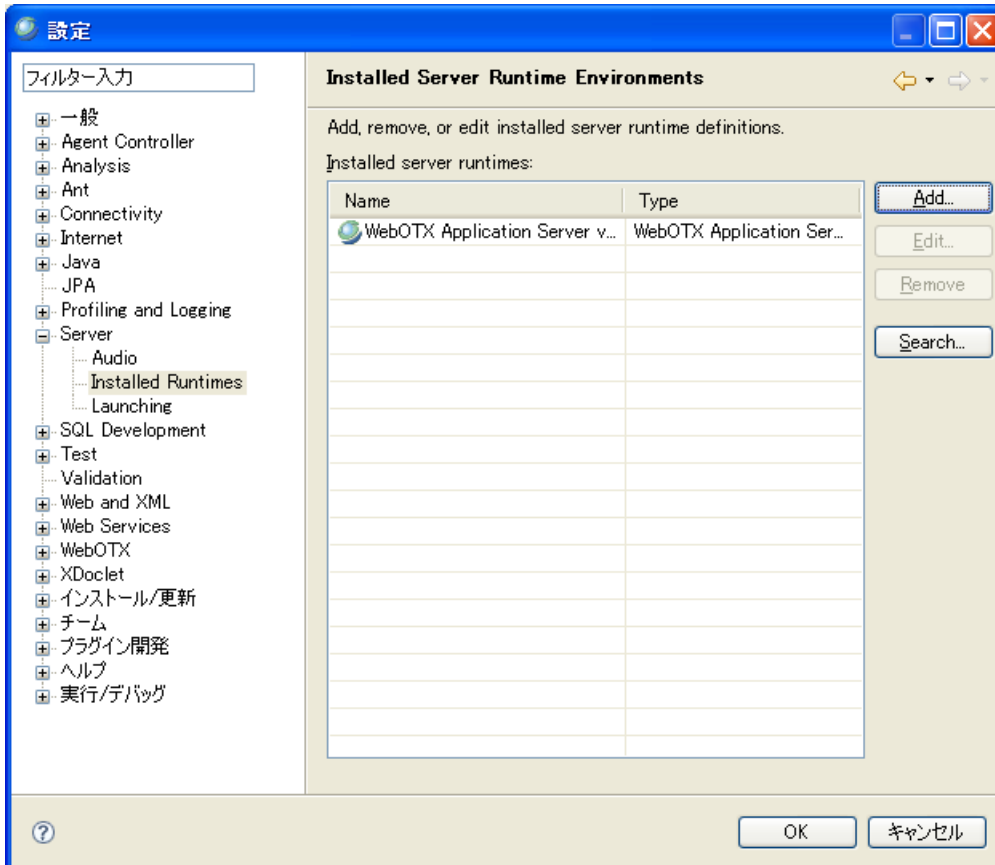 設定
フィルター入力
一般
Agent Controller
Analysis
Ant
Connectivity
Internet
Java
JPA
Profiling and Logging
Server
Audio
Installed Runtimes
Launching
SQL Development
Test
Validation
Web and XML
Web Services
WebOTX
XDoclet
インストール/更新
チーム
プラグイン開発
ヘルプ
実行/デバッグ
Installed Server Runtime Environments
Add, remove, or edit installed server runtime definitions.
Installed server runtimes:
Name Type
WebOTX Application Server v... WebOTX Application Ser...
Add...
Edit...
Remove
Search...
OK キャンセル